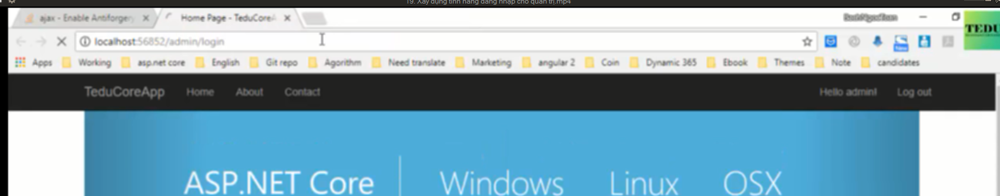 19. Xây dựng tính năng đăng nhập cho quản trị.mp4
ajax - Enable Antiforgery
Home Page - TeduCoreA
localhost:56852/admin/login
TEDU
Apps Working asp.net core English Git repo Agorithm Need translate Marketing angular 2 Coin Dynamic 365 Ebook Themes Note candidates
TeduCoreApp Home About Contact Hello admin! Log out
ASP.NET Core Windows Linux OSX